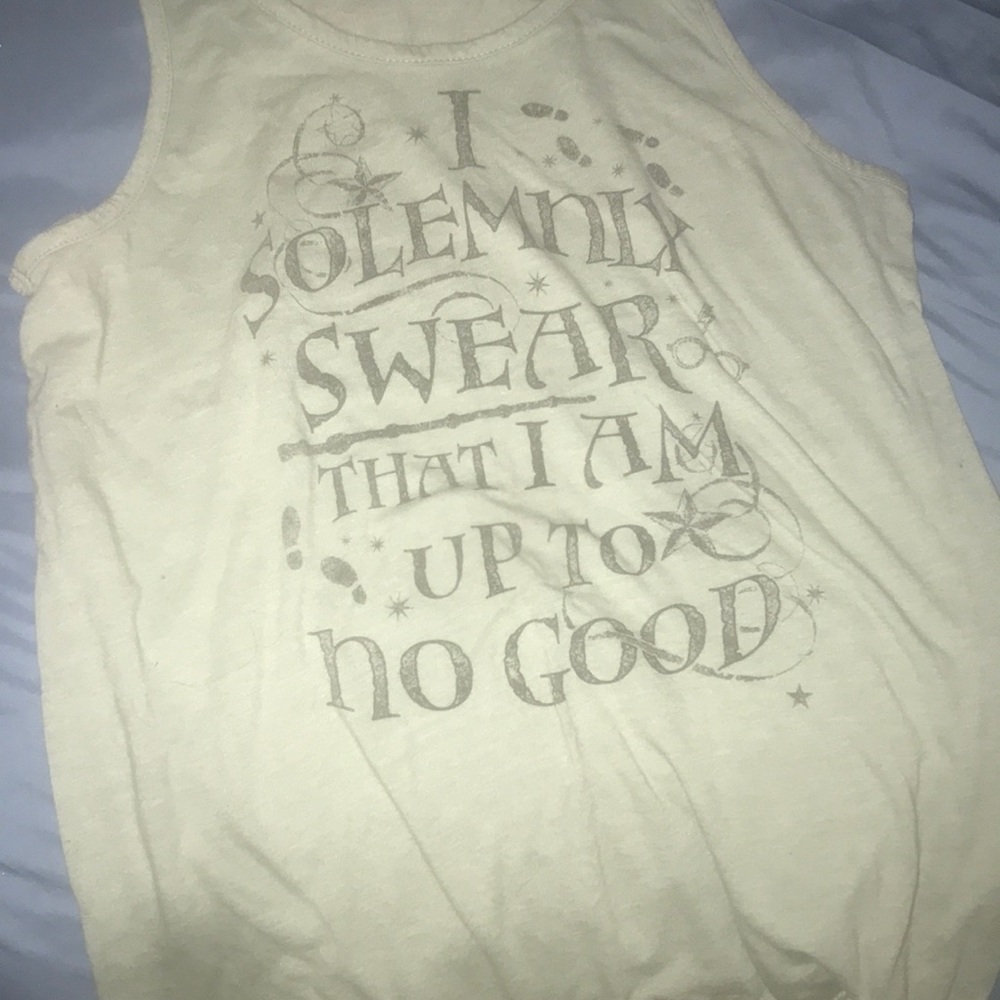 I
SOLEMNLY
SWEAR
THAT I AM
UP TO
NO GOOD